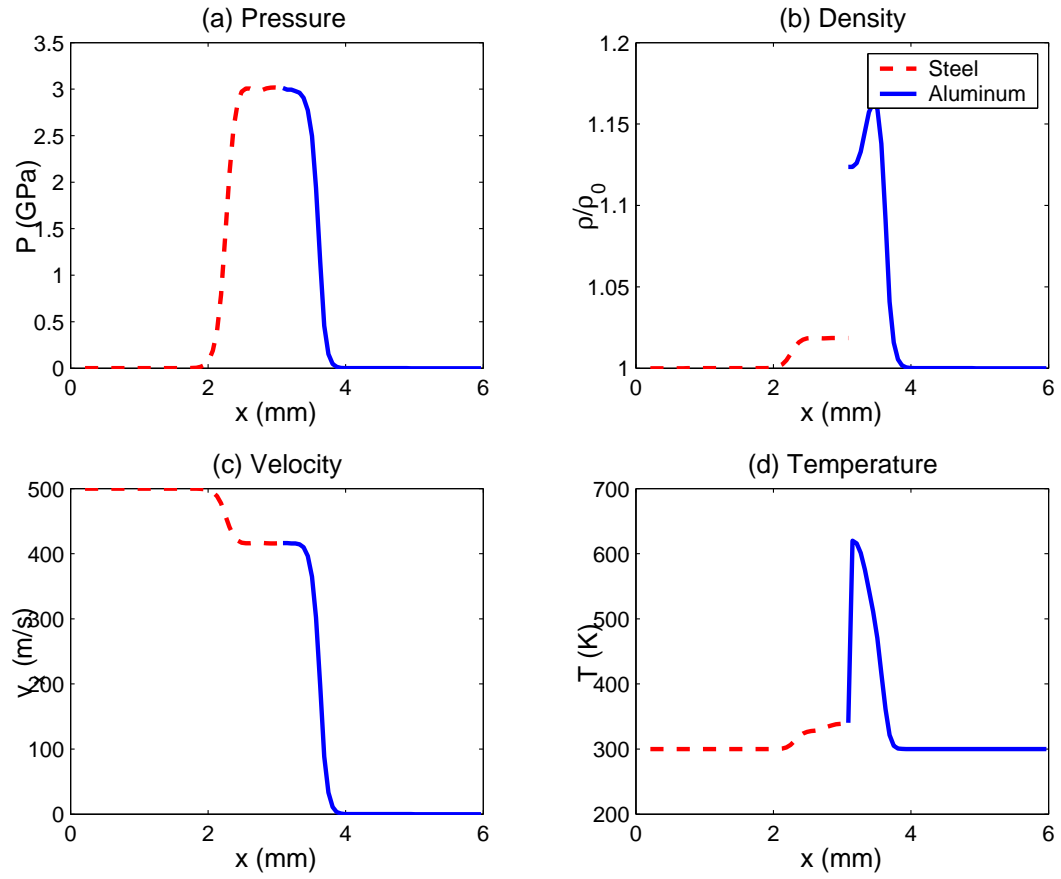 (a) Pressure
3.5
3
2.5
2
1.5
1
0.5
0
P (GPa)
0 2 4 6
x (mm)
(b) Density
1.2
1.15
1.1
1.05
1
ρ/ρ0
Steel
Aluminum
0 2 4 6
x (mm)
(c) Velocity
500
400
300
200
100
0
(m/s)
0 2 4 6
x (mm)
(d) Temperature
700
600
500
400
300
200
T (K)
0 2 4 6
x (mm)